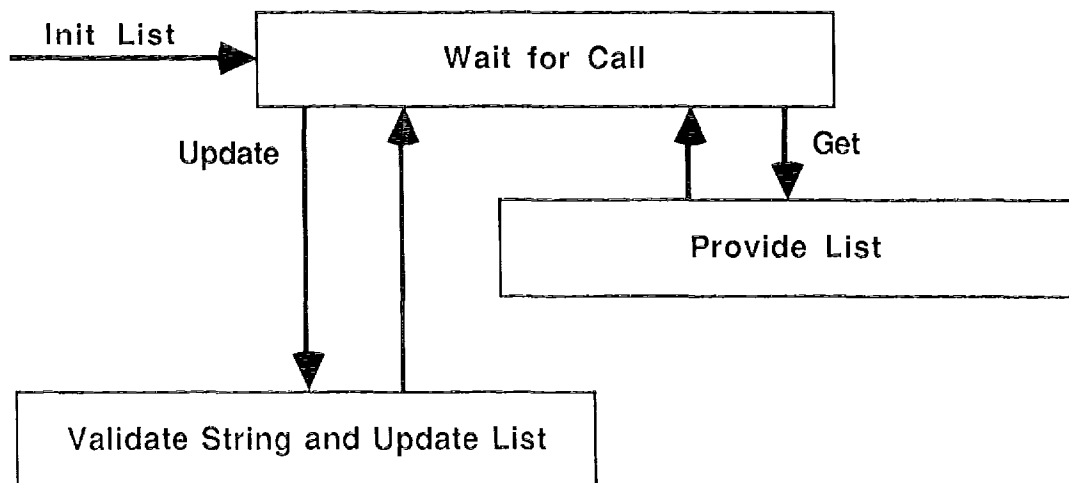 Init List
Wait for Call
Update
Get
Provide List
Validate String and Update List